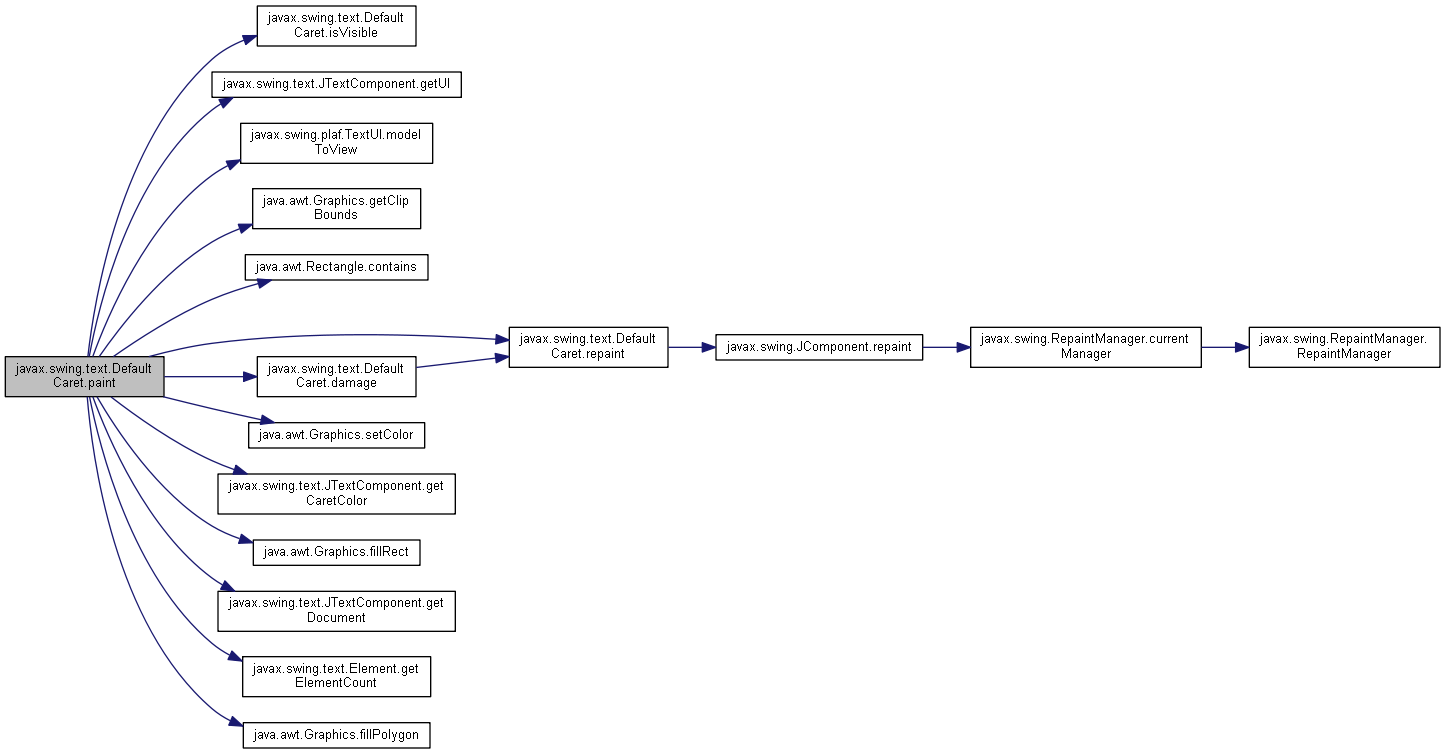 javax.swing.text.Default
Caret.isVisible
javax.swing.text.JTextComponent.getUI
javax.swing.plaf.TextUI.model
ToView
java.awt.Graphics.getClip
Bounds
java.awt.Rectangle.contains
javax.swing.text.Default
Caret.repaint
javax.swing.JComponent.repaint
javax.swing.RepaintManager.current
Manager
javax.swing.RepaintManager.
RepaintManager
javax.swing.text.Default
Caret.paint
javax.swing.text.Default
Caret.damage
java.awt.Graphics.setColor
javax.swing.text.JTextComponent.get
CaretColor
java.awt.Graphics.fillRect
javax.swing.text.JTextComponent.get
Document
javax.swing.text.Element.get
ElementCount
java.awt.Graphics.fillPolygon